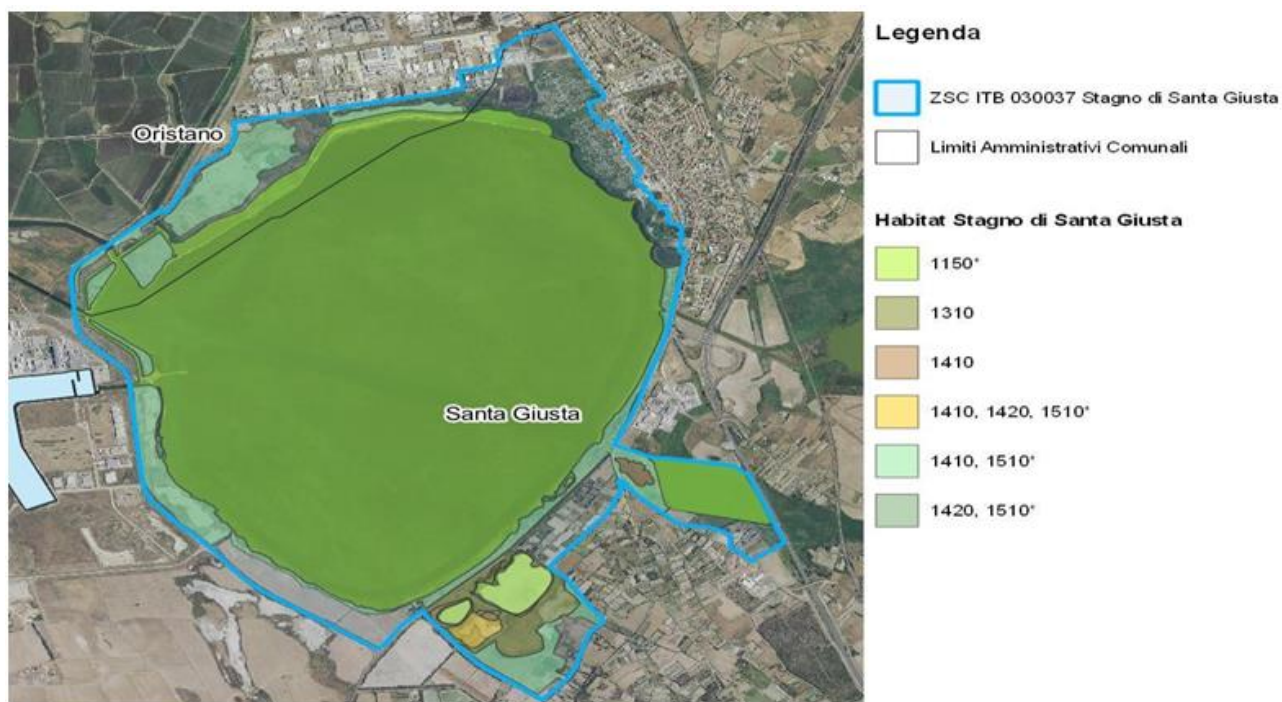 Oristano
Santa Giusta
Legenda
ZSC ITB 030037 Stagno di Santa Giusta
Limiti Amministrativi Comunali
Habitat Stagno di Santa Giusta
1150*
1310
1410
1410, 1420, 1510*
1410, 1510*
1420, 1510*